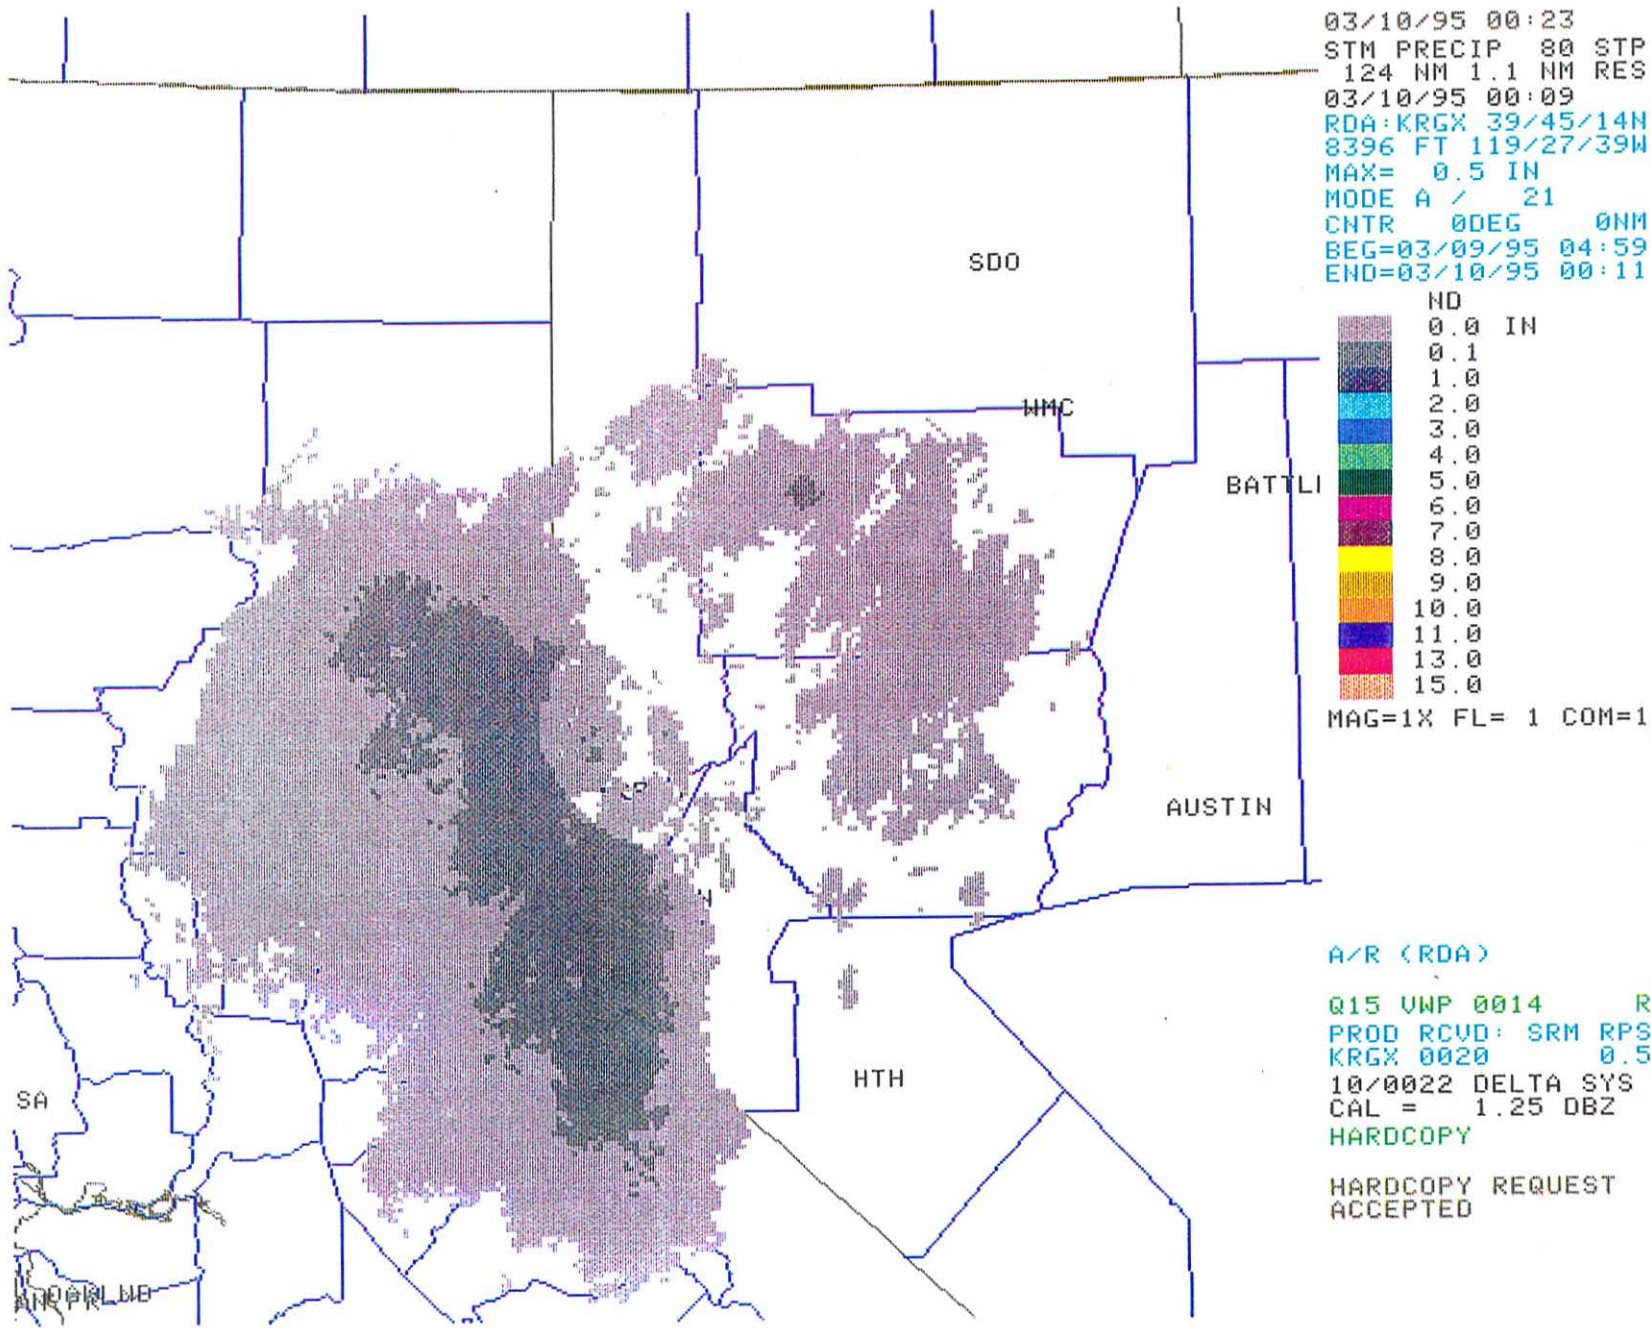 03/10/95 00:23
STM PRECIP 80 STP
124 NM 1.1 NM RES
03/10/95 00:09
RDA:KRGX 39/45/14N
8396 FT 119/27/39W
MAX= 0.5 IN
MODE A / 21
CNTR 0DEG 0NM
BEG=03/09/95 04:59
END=03/10/95 00:11
ND
0.0 IN
0.1
1.0
2.0
3.0
4.0
5.0
6.0
7.0
8.0
9.0
10.0
11.0
13.0
15.0
MAG=1X FL= 1 COM=1
A/R (RDA)
Q15 VWP 0014 R
PROD RCVD: SRM RPS
KRGX 0020 0.5
10/0022 DELTA SYS
CAL = 1.25 DBZ
HARDCOPY
HARDCOPY REQUEST
ACCEPTED
SDO
WMC
BATTLI
AUSTIN
HTH
SA